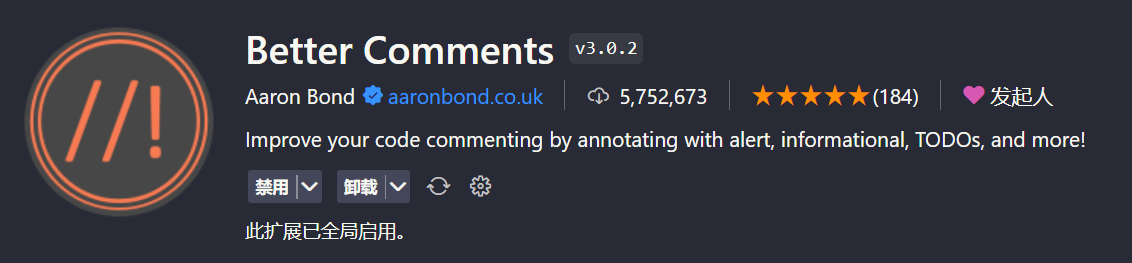 //!
Better Comments v3.0.2
Aaron Bond aaronbond.co.uk 5,752,673 ★★★★★(184) 发起人
Improve your code commenting by annotating with alert, informational, TODOs, and more!
禁用 卸载
此扩展已全局启用。